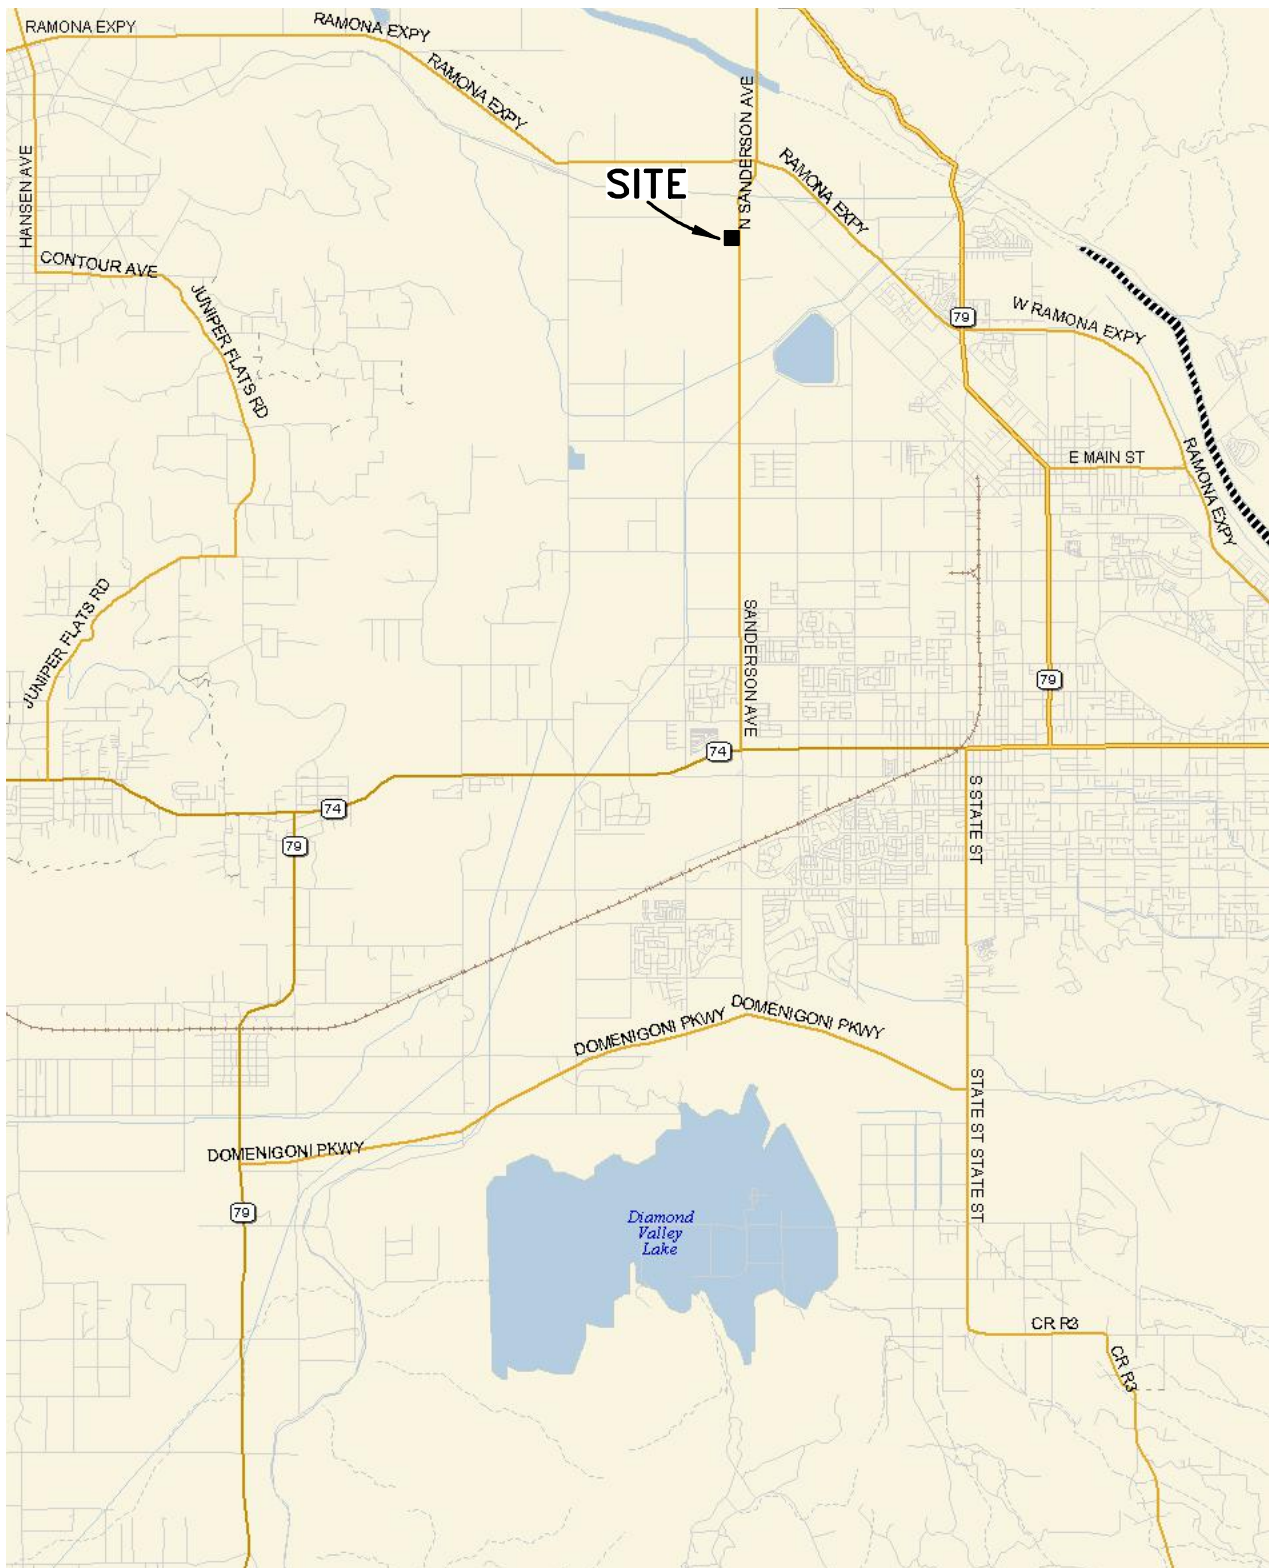 RAMONA EXPY
RAMONA EXPY
RAMONA EXPY
N SANDERSON AVE
HANSEN AVE
SITE
RAMONA EXPY
CONTOUR AVE
JUNIPER FLATS RD
79
W RAMONA EXPY
E MAIN ST
RAMONA EXPY
JUNIPER FLATS RD
SANDERSON AVE
79
74
74
79
S STATE ST
DOMENIGONI PKWY
DOMENIGONI PKWY
STATE ST STATE ST
DOMENIGONI PKWY
79
Diamond
Valley
Lake
CR R3
CR R3